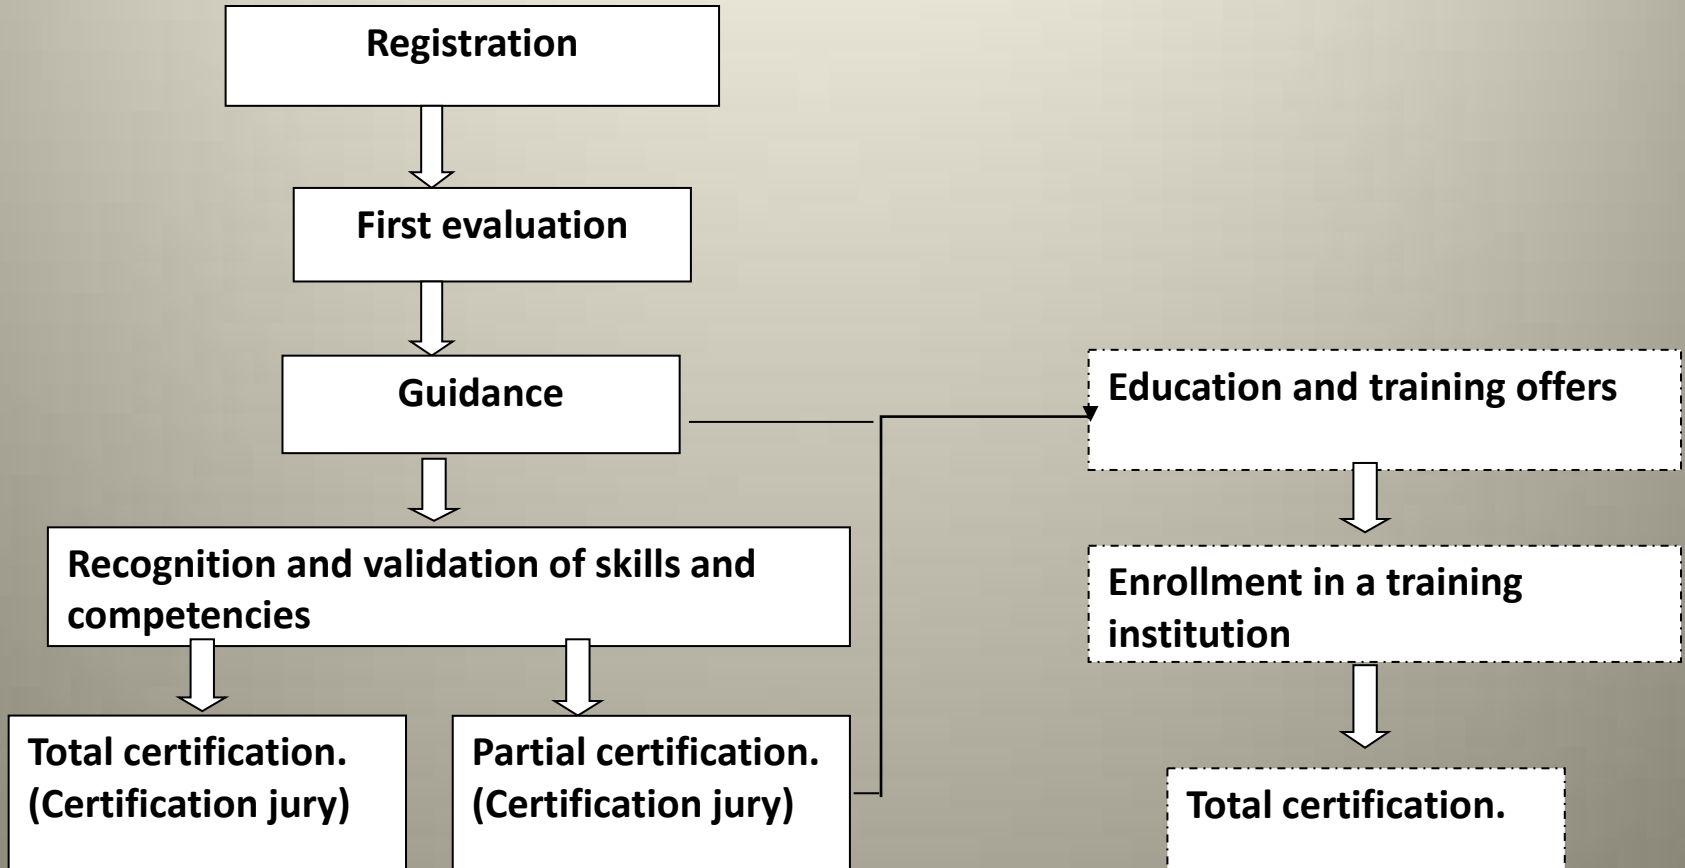 Registration
First evaluation
Guidance
Recognition and validation of skills and
competencies
Total certification.
(Certification jury)
Partial certification.
(Certification jury)
Education and training offers
Enrollment in a training
institution
Total certification.